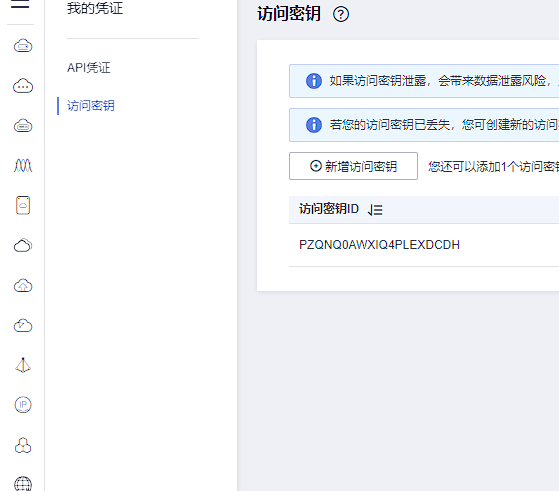 我的凭证
访问密钥
API凭证
访问密钥
如果访问密钥泄露，会带来数据泄露风险，
若您的访问密钥已丢失，您可创建新的访问
新增访问密钥
您还可以添加1个访问密钥
访问密钥ID
PZQNQ0AWXIQ4PLEXDCDH
IP